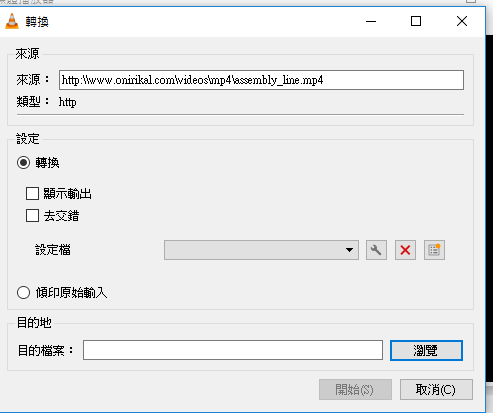 轉換
來源
來源： http:\\www.onirikal.com\videos\mp4\assembly_line.mp4
類型： http
設定
轉換
顯示輸出
去交錯
設定檔
傾印原始輸入
目的地
目的檔案： 瀏覽
開始(S) 取消(C)